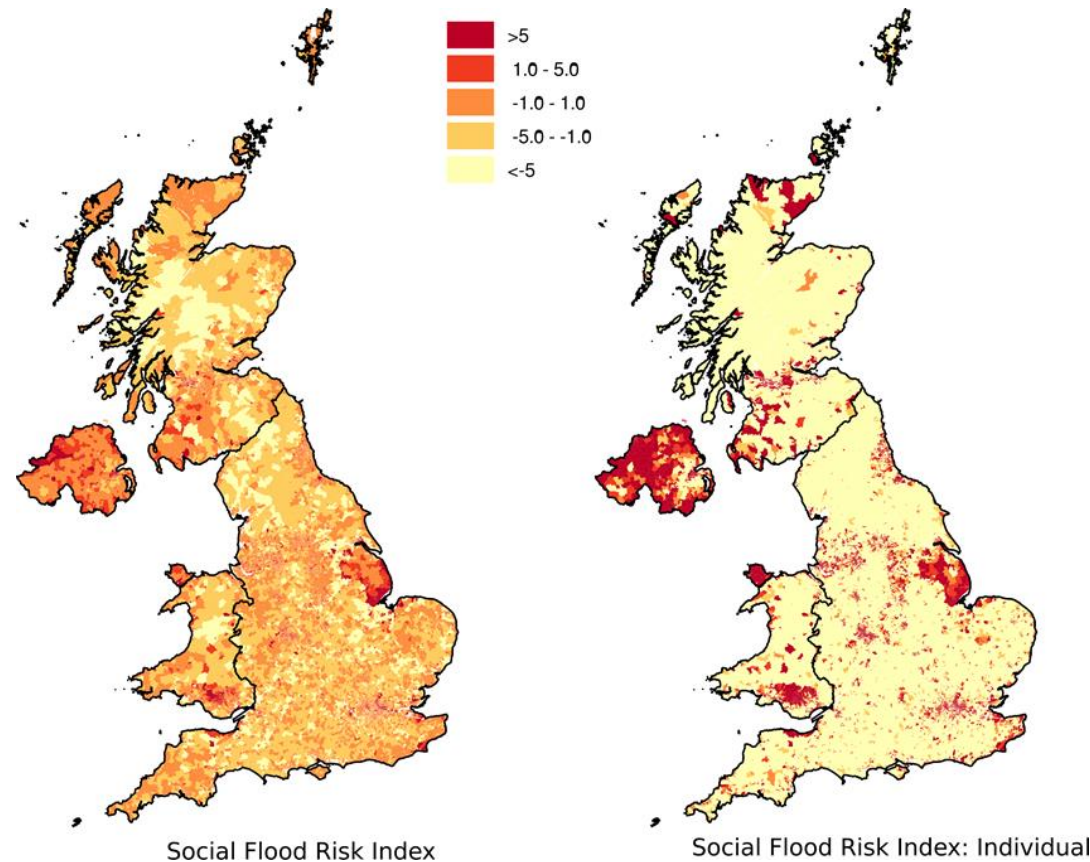 >5
1.0 - 5.0
-1.0 - 1.0
-5.0 - -1.0
<-5
Social Flood Risk Index
Social Flood Risk Index: Individual